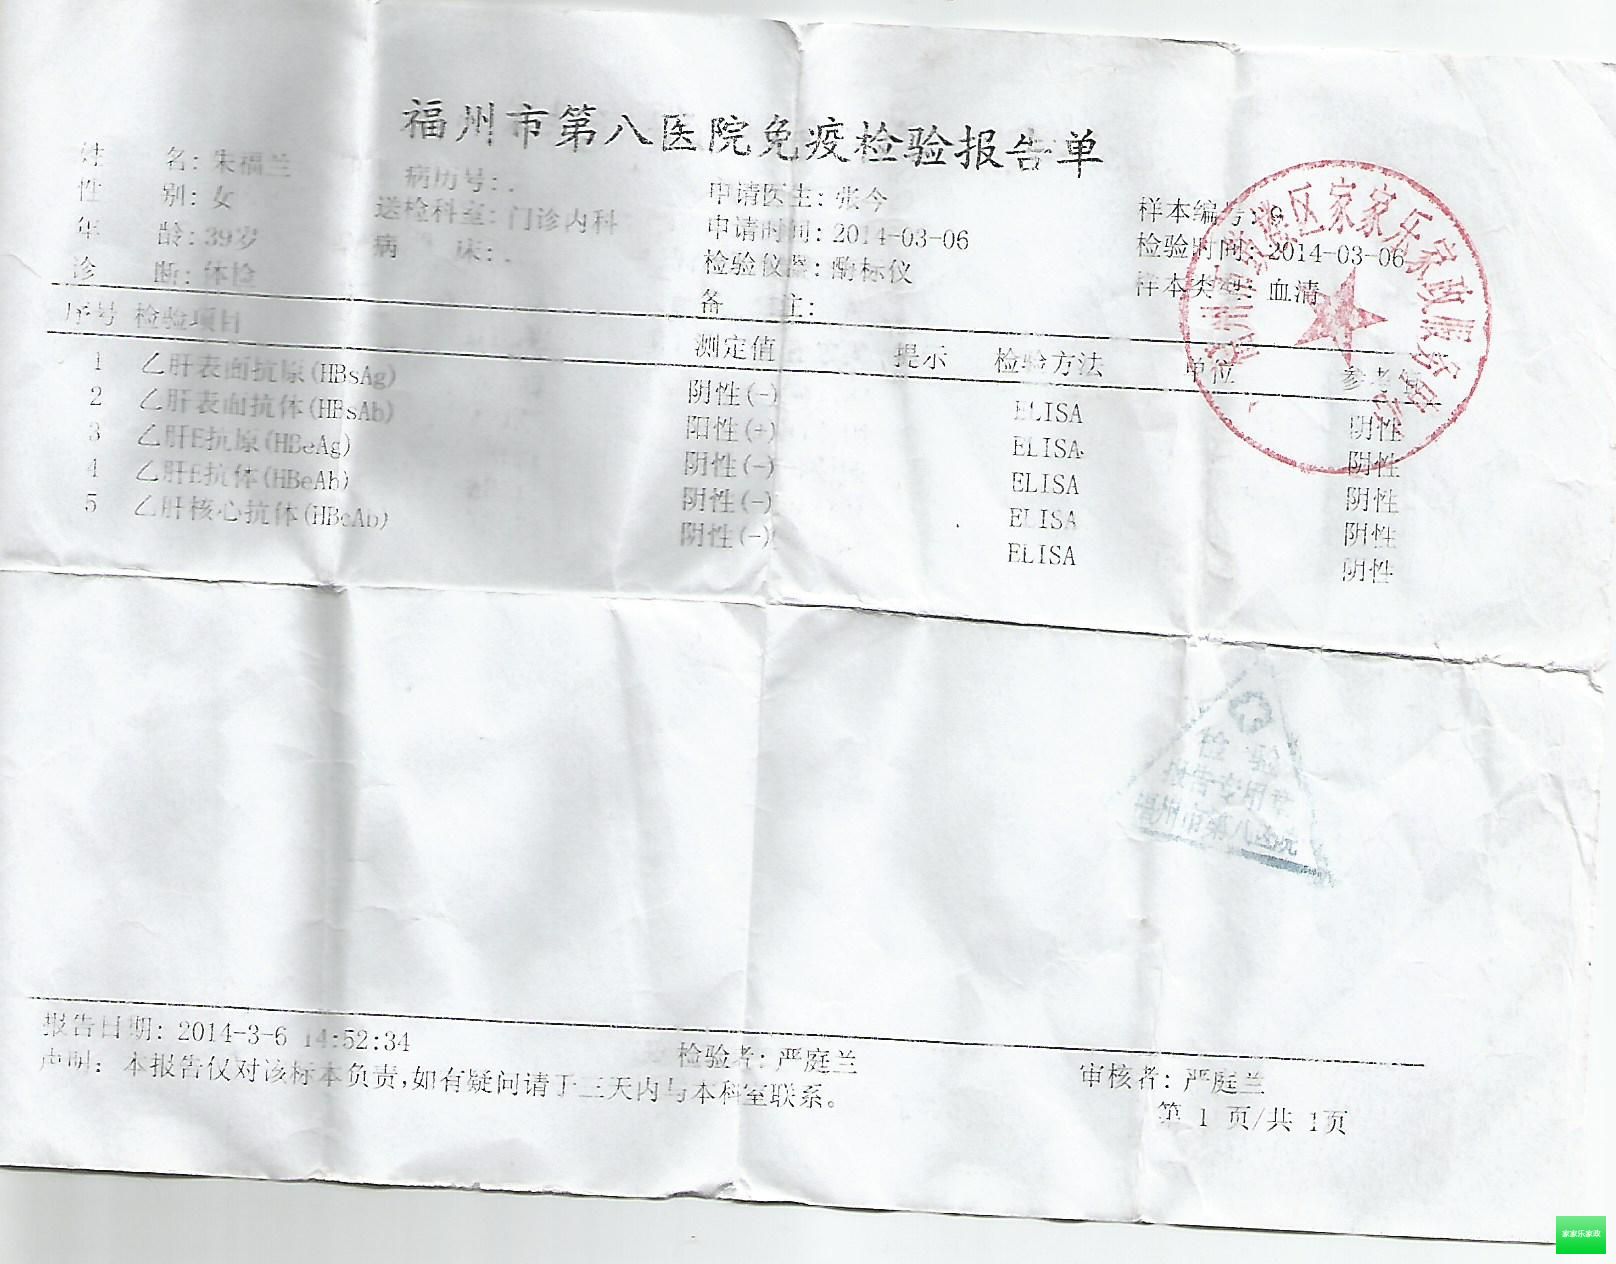 福州市第八医院免疫检验报告单
姓 名: 朱福兰 病历号: . 申请医生: 张今 样本编号: 9
性 别: 女 送检科室: 门诊内科 申请时间: 2014-03-06 检验时间: 2014-03-06
年 龄: 39岁 病 床: . 检验仪器: 酶标仪 样本类型: 血清
诊 断: 体检 备 注:
序号 检验项目 测定值 提示 检验方法 单位 参考值
1 乙肝表面抗原(HBsAg) 阴性(-) ELISA 阴性
2 乙肝表面抗体(HBsAb) 阳性(+) ELISA 阴性
3 乙肝E抗原(HBeAg) 阴性(-) ELISA 阴性
4 乙肝E抗体(HBeAb) 阴性(-) ELISA 阴性
5 乙肝核心抗体(HBcAb) 阴性(-) ELISA 阴性
区家家乐家政服务中心
检 验
报告专用章
福州市第八医院
报告日期: 2014-3-6 14:52:34 检验者: 严庭兰 审核者: 严庭兰
声明: 本报告仅对该标本负责,如有疑问请于三天内与本科室联系。
第 1 页/共 1页
家家乐家政